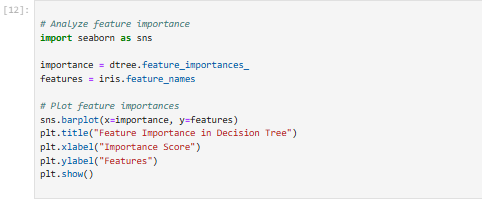 [12]:
# Analyze feature importance
import seaborn as sns
importance = dtree.feature_importances_
features = iris.feature_names
# Plot feature importances
sns.barplot(x=importance, y=features)
plt.title("Feature Importance in Decision Tree")
plt.xlabel("Importance Score")
plt.ylabel("Features")
plt.show()